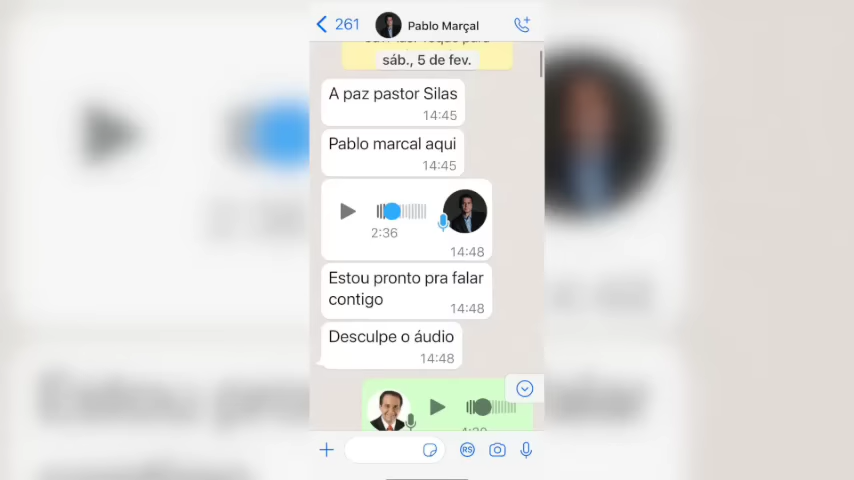 261
Pablo Marçal
sáb., 5 de fev.
A paz pastor Silas
14:45
Pablo marcal aqui
14:45
2:36
14:48
Estou pronto pra falar
contigo
14:48
Desculpe o áudio
14:48
R$